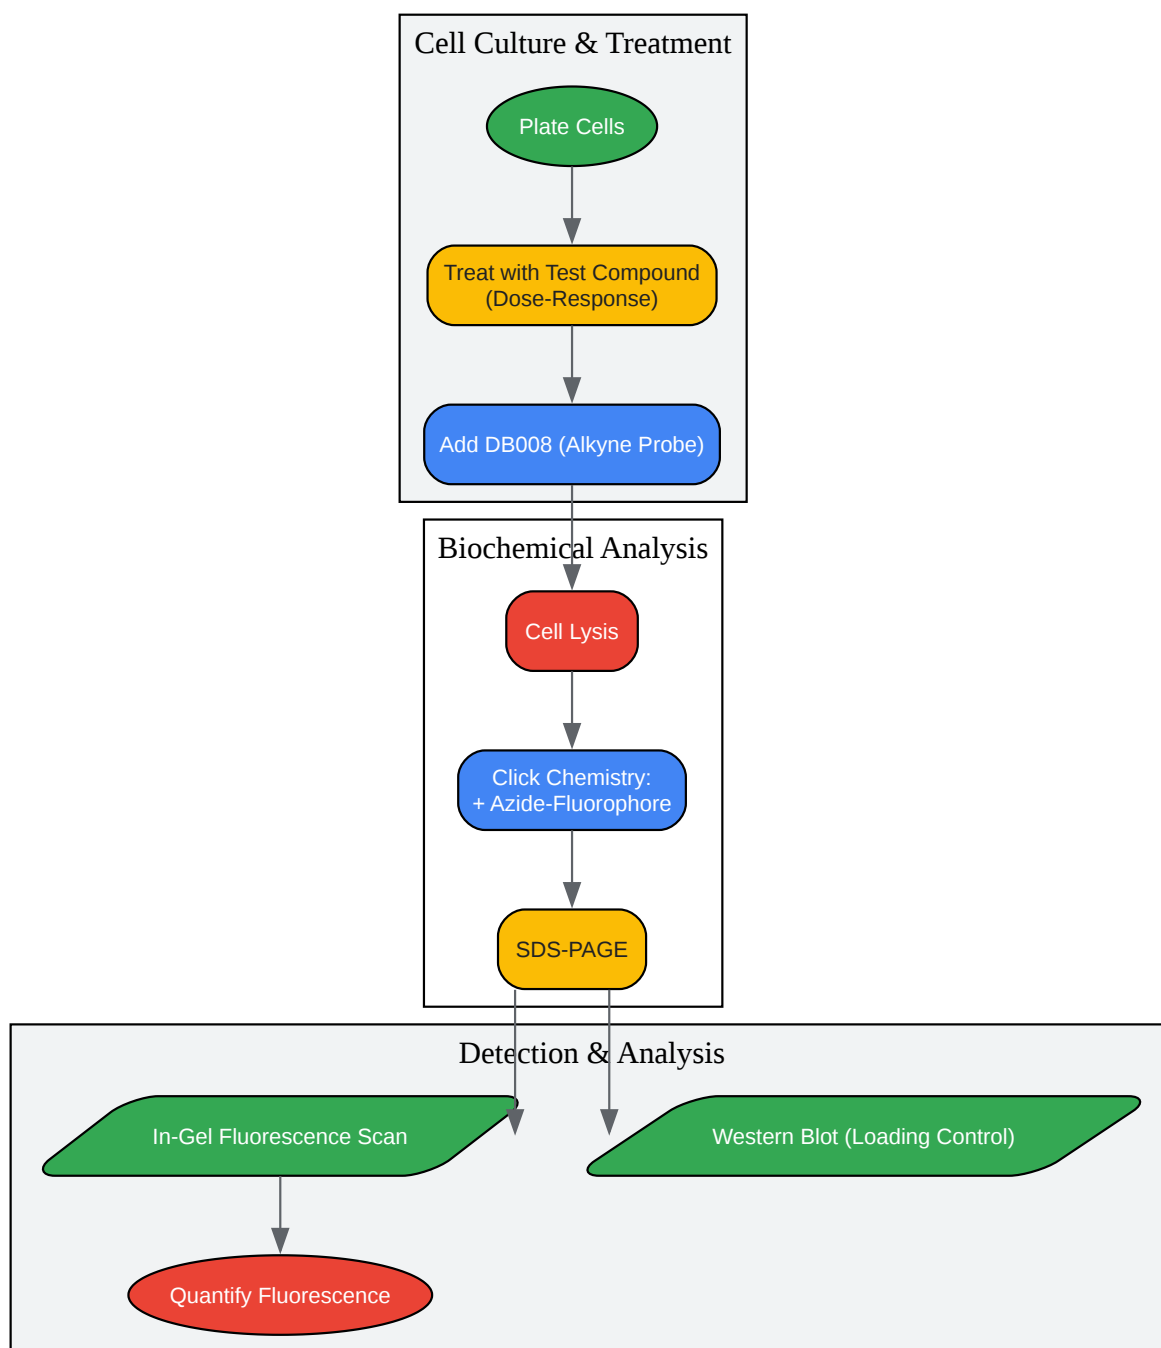 Cell Culture & Treatment
Plate Cells
Treat with Test Compound
(Dose-Response)
Add DB008 (Alkyne Probe)
Biochemical Analysis
Cell Lysis
Click Chemistry:
+ Azide-Fluorophore
SDS-PAGE
Detection & Analysis
In-Gel Fluorescence Scan
Western Blot (Loading Control)
Quantify Fluorescence